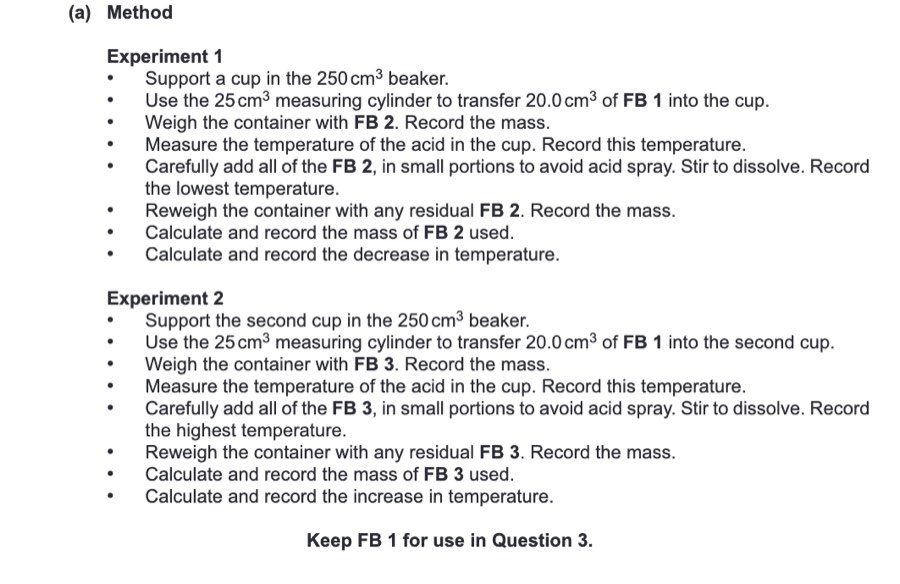 (a) Method
Experiment 1
• Support a cup in the 250 cm³ beaker.
• Use the 25 cm³ measuring cylinder to transfer 20.0 cm³ of FB 1 into the cup.
• Weigh the container with FB 2. Record the mass.
• Measure the temperature of the acid in the cup. Record this temperature.
• Carefully add all of the FB 2, in small portions to avoid acid spray. Stir to dissolve. Record
the lowest temperature.
• Reweigh the container with any residual FB 2. Record the mass.
• Calculate and record the mass of FB 2 used.
• Calculate and record the decrease in temperature.
Experiment 2
• Support the second cup in the 250 cm³ beaker.
• Use the 25 cm³ measuring cylinder to transfer 20.0 cm³ of FB 1 into the second cup.
• Weigh the container with FB 3. Record the mass.
• Measure the temperature of the acid in the cup. Record this temperature.
• Carefully add all of the FB 3, in small portions to avoid acid spray. Stir to dissolve. Record
the highest temperature.
• Reweigh the container with any residual FB 3. Record the mass.
• Calculate and record the mass of FB 3 used.
• Calculate and record the increase in temperature.
Keep FB 1 for use in Question 3.